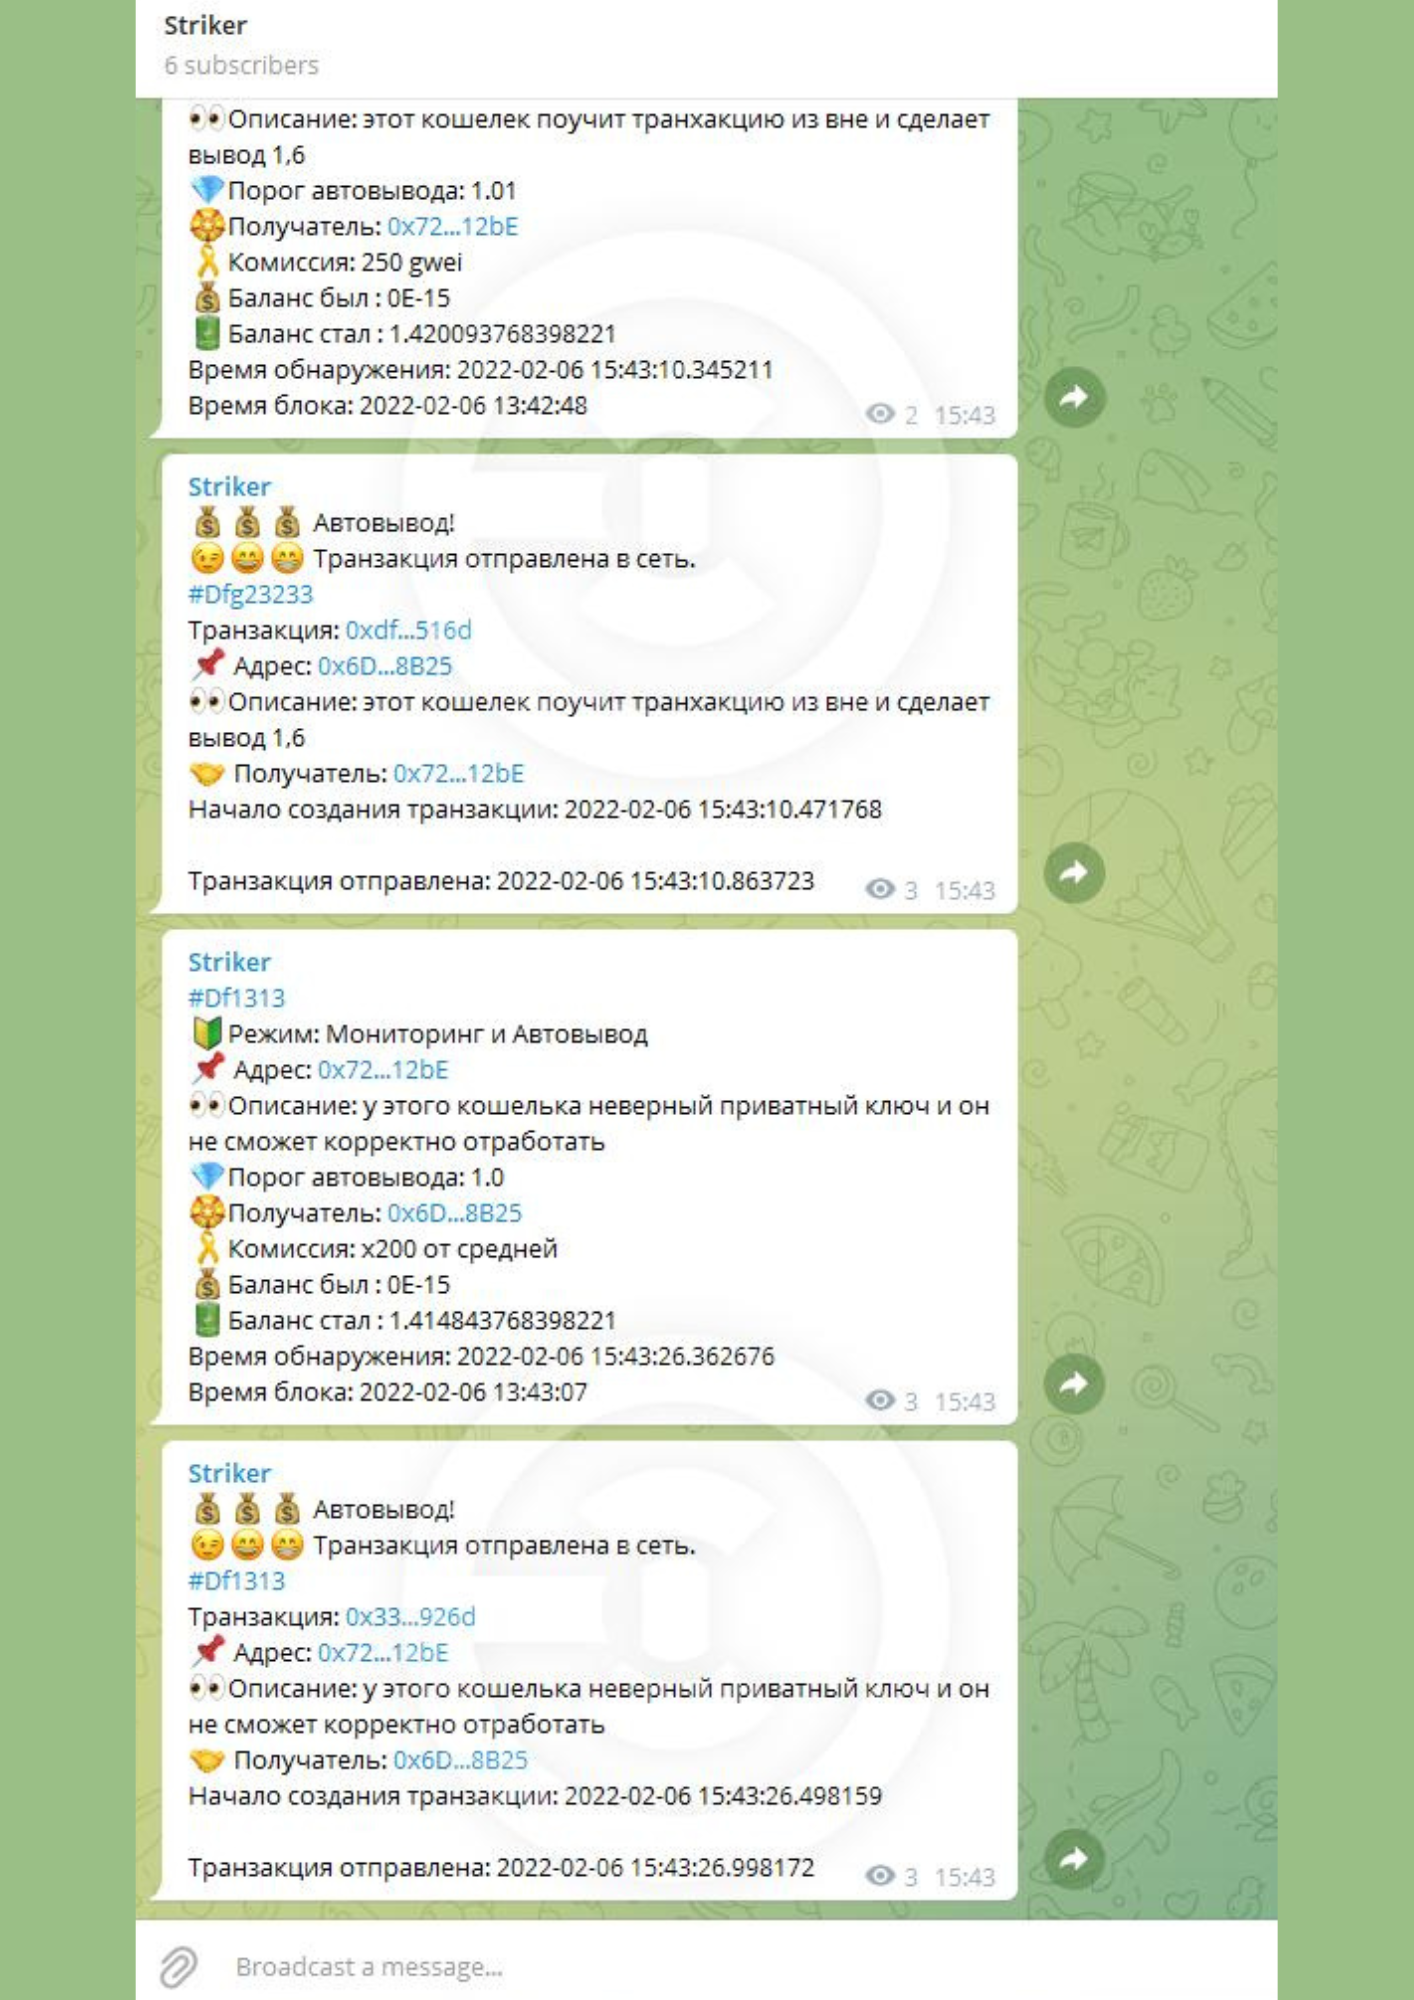 Striker
6 subscribers
Описание: этот кошелек поучит транхакцию из вне и сделает
вывод 1,6
Порог автовывода: 1.01
Получатель: 0x72...12bE
Комиссия: 250 gwei
Баланс был : 0E-15
Баланс стал : 1.420093768398221
Время обнаружения: 2022-02-06 15:43:10.345211
Время блока: 2022-02-06 13:42:48
2 15:43
Striker
Автовывод!
Транзакция отправлена в сеть.
#Dfg23233
Транзакция: 0xdf...516d
Адрес: 0x6D...8B25
Описание: этот кошелек поучит транхакцию из вне и сделает
вывод 1,6
Получатель: 0x72...12bE
Начало создания транзакции: 2022-02-06 15:43:10.471768
Транзакция отправлена: 2022-02-06 15:43:10.863723
3 15:43
Striker
#Df1313
Режим: Мониторинг и Автовывод
Адрес: 0x72...12bE
Описание: у этого кошелька неверный приватный ключ и он
не сможет корректно отработать
Порог автовывода: 1.0
Получатель: 0x6D...8B25
Комиссия: x200 от средней
Баланс был : 0E-15
Баланс стал : 1.414843768398221
Время обнаружения: 2022-02-06 15:43:26.362676
Время блока: 2022-02-06 13:43:07
3 15:43
Striker
Автовывод!
Транзакция отправлена в сеть.
#Df1313
Транзакция: 0x33...926d
Адрес: 0x72...12bE
Описание: у этого кошелька неверный приватный ключ и он
не сможет корректно отработать
Получатель: 0x6D...8B25
Начало создания транзакции: 2022-02-06 15:43:26.498159
Транзакция отправлена: 2022-02-06 15:43:26.998172
3 15:43
Broadcast a message...